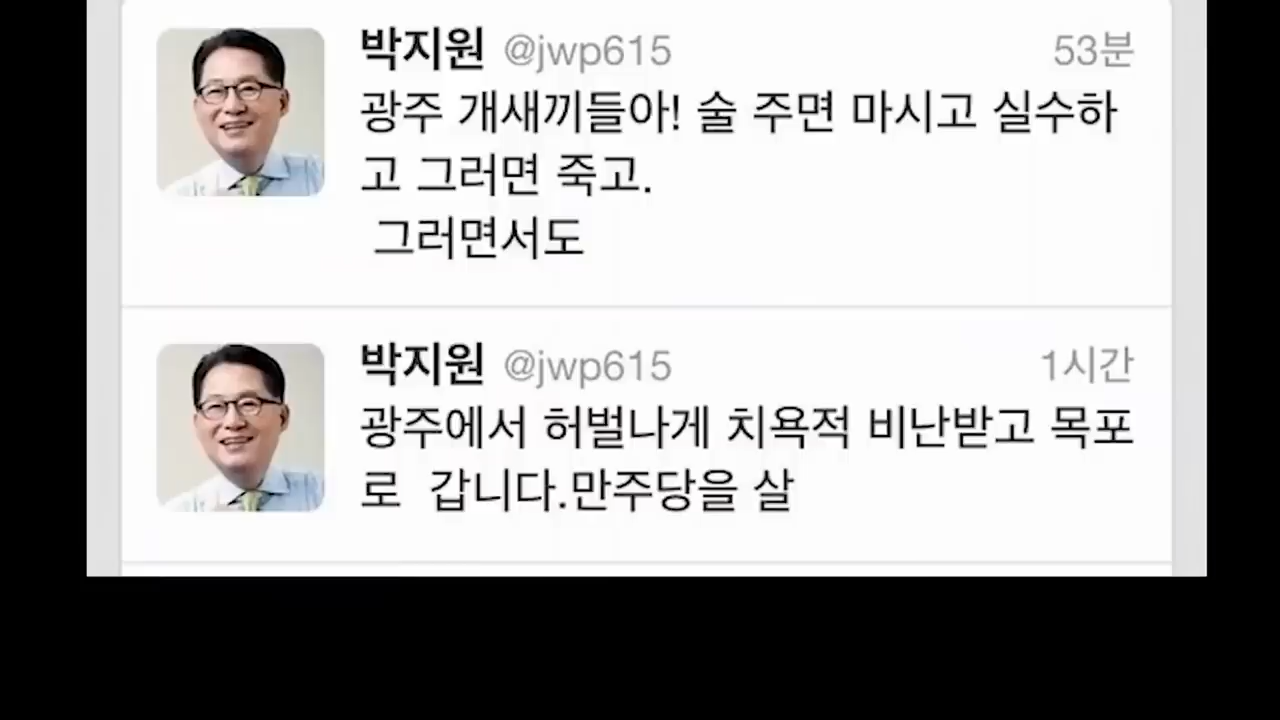 박지원 @jwp615 53분
광주 개새끼들아! 술 주면 마시고 실수하
고 그러면 죽고.
그러면서도
박지원 @jwp615 1시간
광주에서 허벌나게 치욕적 비난받고 목포
로  갑니다.만주당을 살